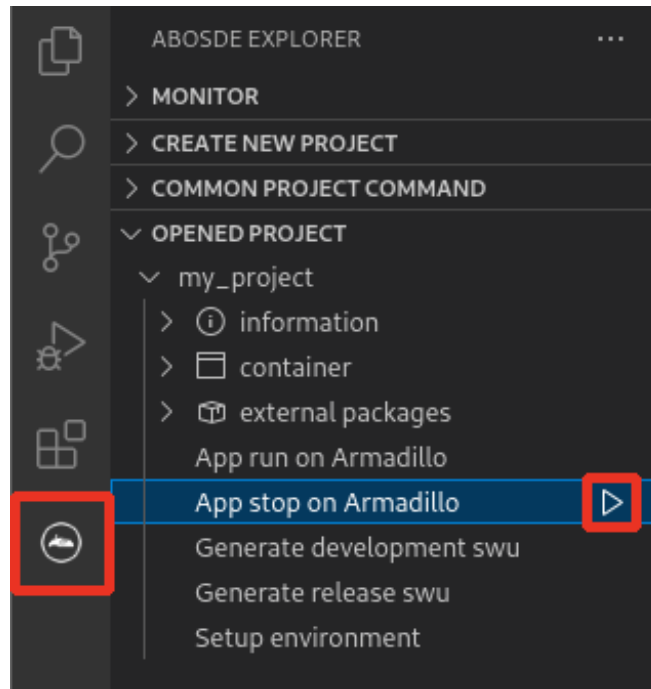 ABOSDE EXPLORER
MONITOR
CREATE NEW PROJECT
COMMON PROJECT COMMAND
OPENED PROJECT
my_project
information
container
external packages
App run on Armadillo
App stop on Armadillo
Generate development swu
Generate release swu
Setup environment